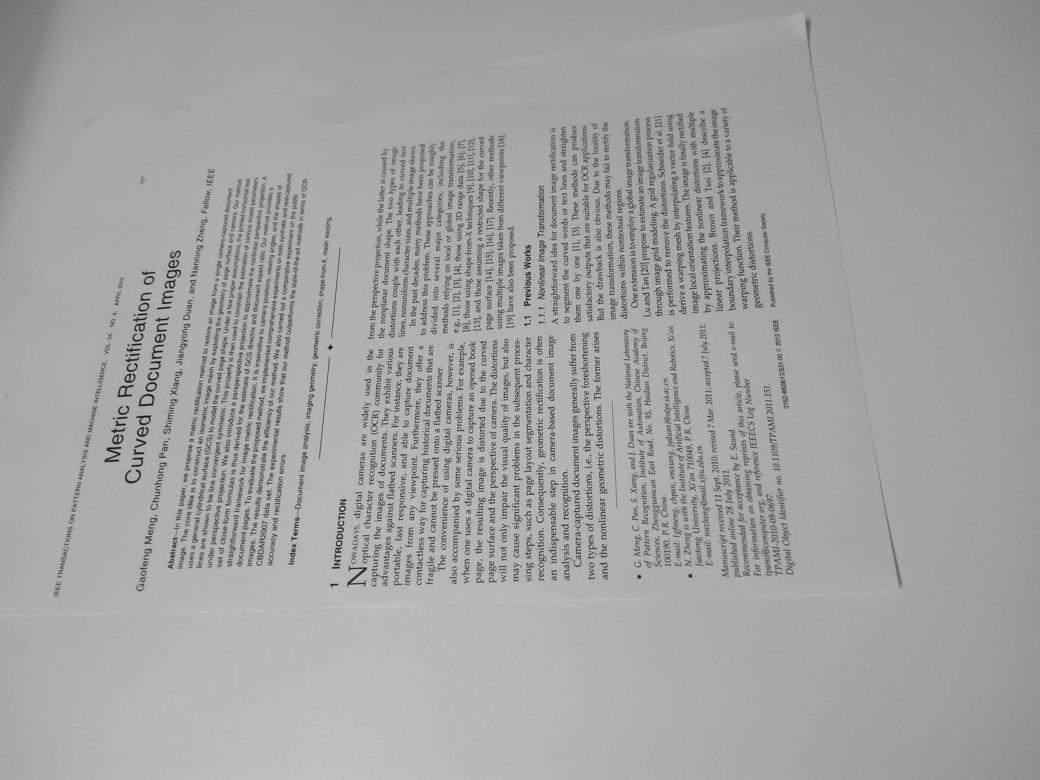 IEEE TRANSACTIONS ON PATTERN ANALYSIS AND MACHINE INTELLIGENCE, VOL. 34, NO. 4, APRIL 2012
707
Metric Rectification of
Curved Document Images
Gaofeng Meng, Chunhong Pan, Shiming Xiang, Jiangyong Duan, and Nanning Zheng, Fellow, IEEE
Abstract—In this paper, we propose a metric rectification method to restore an image from a single camera-captured document
image. The core idea is to construct an isometric image mesh by exploiting the geometry of page surface and camera. Our method
uses a general cylindrical surface (GCS) to model the curved page shape. Under a few proper assumptions, the printed horizontal text
lines are shown to be line convergent symmetric. This property is then used to constrain the estimation of various model parameters
under perspective projection. We also introduce a paraperspective projection to approximate the nonlinear perspective projection. A
set of close-form formulas is thus derived for the estimate of GCS directrix and document aspect ratio. Our method provides a
straightforward framework for image metric rectification. It is insensitive to camera positions, viewing angles, and the shapes of
document pages. To evaluate the proposed method, we implemented comprehensive experiments on both synthetic and real-captured
images. The results demonstrate the efficiency of our method. We also carried out a comparative experiment on the public
CBDAR2007 data set. The experimental results show that our method outperforms the state-of-the-art methods in terms of OCR
accuracy and rectification errors.
Index Terms—Document image analysis, imaging geometry, geometric correction, shape-from-X, mesh warping.
1 INTRODUCTION
NOWADAYS, digital cameras are widely used in the
optical character recognition (OCR) community for
capturing the images of documents. They exhibit various
advantages against flatbed scanners. For instance, they are
portable, fast responsive, and able to capture document
images from any viewpoint. Furthermore, they offer a
contactless way for capturing historical documents that are
fragile and cannot be pressed onto a flatbed scanner.
The convenience of using digital cameras, however, is
also accompanied by some serious problems. For example,
when one uses a digital camera to capture an opened book
page, the resulting image is distorted due to the curved
page surface and the perspective of camera. The distortions
will not only impact the visual quality of images, but also
may cause significant problems in the subsequent proces-
sing steps, such as page layout segmentation and character
recognition. Consequently, geometric rectification is often
an indispensable step in camera-based document image
analysis and recognition.
Camera-captured document images generally suffer from
two types of distortions, i.e., the perspective foreshortening
and the nonlinear geometric distortions. The former arises
• G. Meng, C. Pan, S. Xiang, and J. Duan are with the National Laboratory
of Pattern Recognition, Institute of Automation, Chinese Academy of
Sciences, Zhongguancun East Road, No. 95, Haidian District, Beijing
100190, P.R. China.
E-mail: {gfmeng, chpan, smxiang, jyduan}@nlpr.ia.ac.cn.
• N. Zheng is with the Institute of Artificial Intelligence and Robotics, Xi'an
Jiaotong University, Xi'an 710049, P.R. China.
E-mail: nnzheng@mail.xjtu.edu.cn.
Manuscript received 11 Sept. 2010; revised 7 Mar. 2011; accepted 7 July 2011;
published online 28 July 2011.
Recommended for acceptance by E. Saund.
For information on obtaining reprints of this article, please send e-mail to:
tpami@computer.org, and reference IEEECS Log Number
TPAMI-2010-09-0697.
Digital Object Identifier no. 10.1109/TPAMI.2011.151.
from the perspective projection, while the latter is caused by
the nonplanar document shape. The two types of image
distortions couple with each other, leading to curved text
lines, nonuniform character sizes, and multiple image skews.
In the past decades, many methods have been proposed
to address this problem. These approaches can be roughly
divided into several major categories, including the
methods relying on local or global image transformation,
e.g., [1], [2], [3], [4], those using 3D range data [5], [6], [7],
[8], those using shape-from-X techniques [9], [10], [11], [12],
[13], and those assuming a restricted shape for the curved
page surface [14], [15], [16], [17]. Recently, other methods
using multiple images taken from different viewpoints [18],
[19] have also been proposed.
1.1 Previous Works
1.1.1 Nonlinear Image Transformation
A straightforward idea for document image rectification is
to segment the curved words or text lines and straighten
them one by one [1], [3]. These methods can produce
satisfactory outputs that are suitable for OCR applications.
But the drawback is also obvious. Due to the locality of
image transformation, these methods may fail to rectify the
distortions within nontext regions.
One extension is to employ a global image transformation.
Lu and Tan [20] propose to estimate an image transformation
through image grid modeling. A grid regularization process
is performed to remove the distortions. Schneider et al. [21]
derive a warping mesh by interpolating a vector field using
image local orientation features. The image is finally rectified
by approximating the nonlinear distortions with multiple
linear projections. Brown and Tsoi [2], [4] describe a
boundary interpolation framework to approximate the image
warping function. Their method is applicable to a variety of
geometric distortions.
0162-8828/12/$31.00 © 2012 IEEE
Published by the IEEE Computer Society